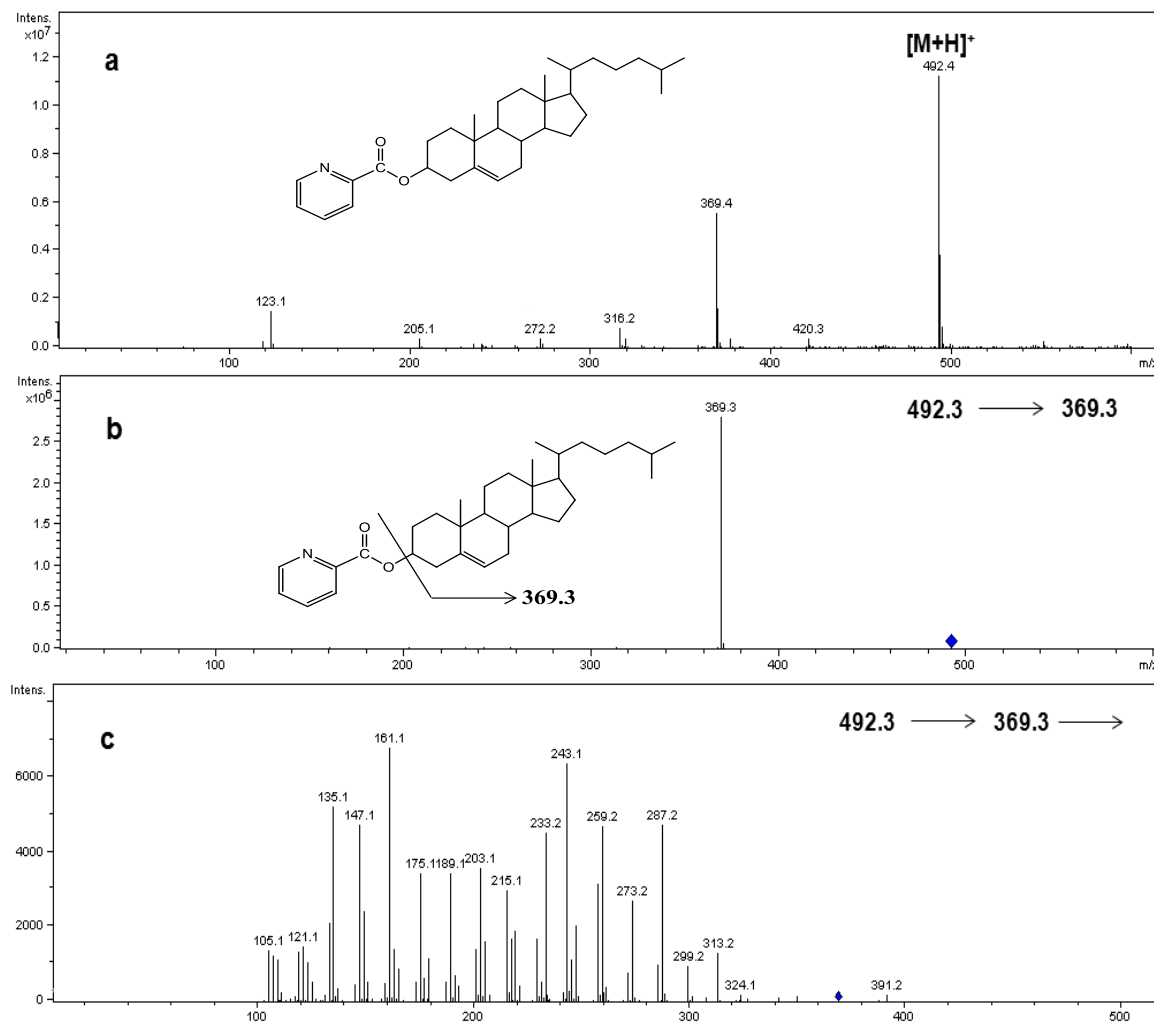 Intens.
x10⁷
a
[M+H]⁺
492.4
1.2
1.0
0.8
0.6
0.4
0.2
0.0
O
N
O
369.4
123.1
205.1
272.2
316.2
420.3
100 200 300 400 500 m/z
Intens.
x10⁶
b
369.3
492.3 → 369.3
2.5
2.0
1.5
1.0
0.5
0.0
O
N
O
369.3
100 200 300 400 500 m/z
Intens.
c
492.3 → 369.3 →
6000
4000
2000
0
161.1
243.1
135.1
147.1
233.2
259.2
287.2
175.1 189.1 203.1
215.1
273.2
105.1 121.1
299.2 313.2
324.1
391.2
100 200 300 400 500